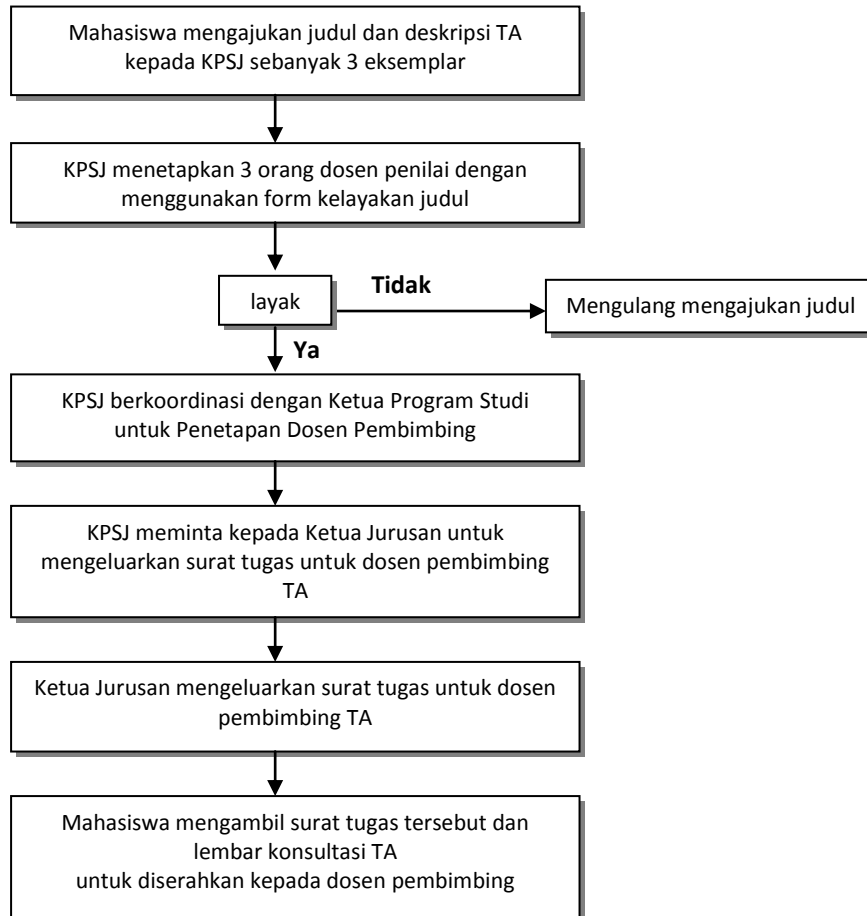 Mahasiswa mengajukan judul dan deskripsi TA
kepada KPSJ sebanyak 3 eksemplar
KPSJ menetapkan 3 orang dosen penilai dengan
menggunakan form kelayakan judul
layak
Tidak
Mengulang mengajukan judul
Ya
KPSJ berkoordinasi dengan Ketua Program Studi
untuk Penetapan Dosen Pembimbing
KPSJ meminta kepada Ketua Jurusan untuk
mengeluarkan surat tugas untuk dosen pembimbing
TA
Ketua Jurusan mengeluarkan surat tugas untuk dosen
pembimbing TA
Mahasiswa mengambil surat tugas tersebut dan
lembar konsultasi TA
untuk diserahkan kepada dosen pembimbing